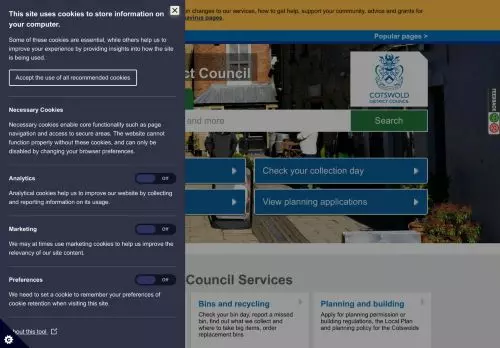 This site uses cookies to store information on
your computer.
Some of these cookies are essential, while others help us to
improve your experience by providing insights into how the site
is being used.
Accept the use of all recommended cookies
Necessary Cookies
Necessary cookies enable core functionality such as page
navigation and access to secure areas. The website cannot
function properly without these cookies, and can only be
disabled by changing your browser preferences.
Analytics
Off
Analytical cookies help us to improve our website by collecting
and reporting information on its usage.
Marketing
Off
We may at times use marketing cookies to help us improve the
relevancy of our site content.
Preferences
Off
We need to set a cookie to remember your preferences of
cookie retention when visiting this site.
About this tool
on changes to our services, how to get help, support your community, advice and grants for
navirus pages.
Popular pages >
ct Council
COTSWOLD
DISTRICT COUNCIL
FEEDBACK
and more
Search
Check your collection day
View planning applications
Council Services
Bins and recycling
Check your bin day, report a missed
bin, find out what we collect and
where to take big items, order
replacement bins
Planning and building
Apply for planning permission or
building regulations, the Local Plan
and planning policy for the Cotswolds